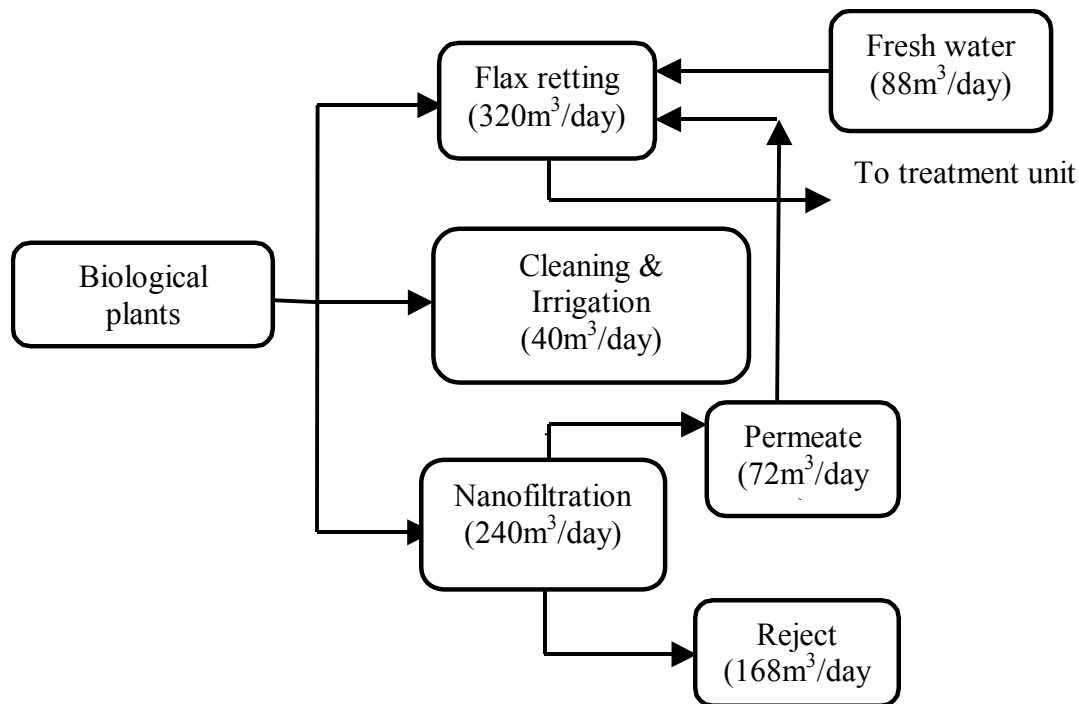 Fresh water
(88m³/day)
Flax retting
(320m³/day)
To treatment unit
Biological
plants
Cleaning &
Irrigation
(40m³/day)
Permeate
(72m³/day
Nanofiltration
(240m³/day)
Reject
(168m³/day